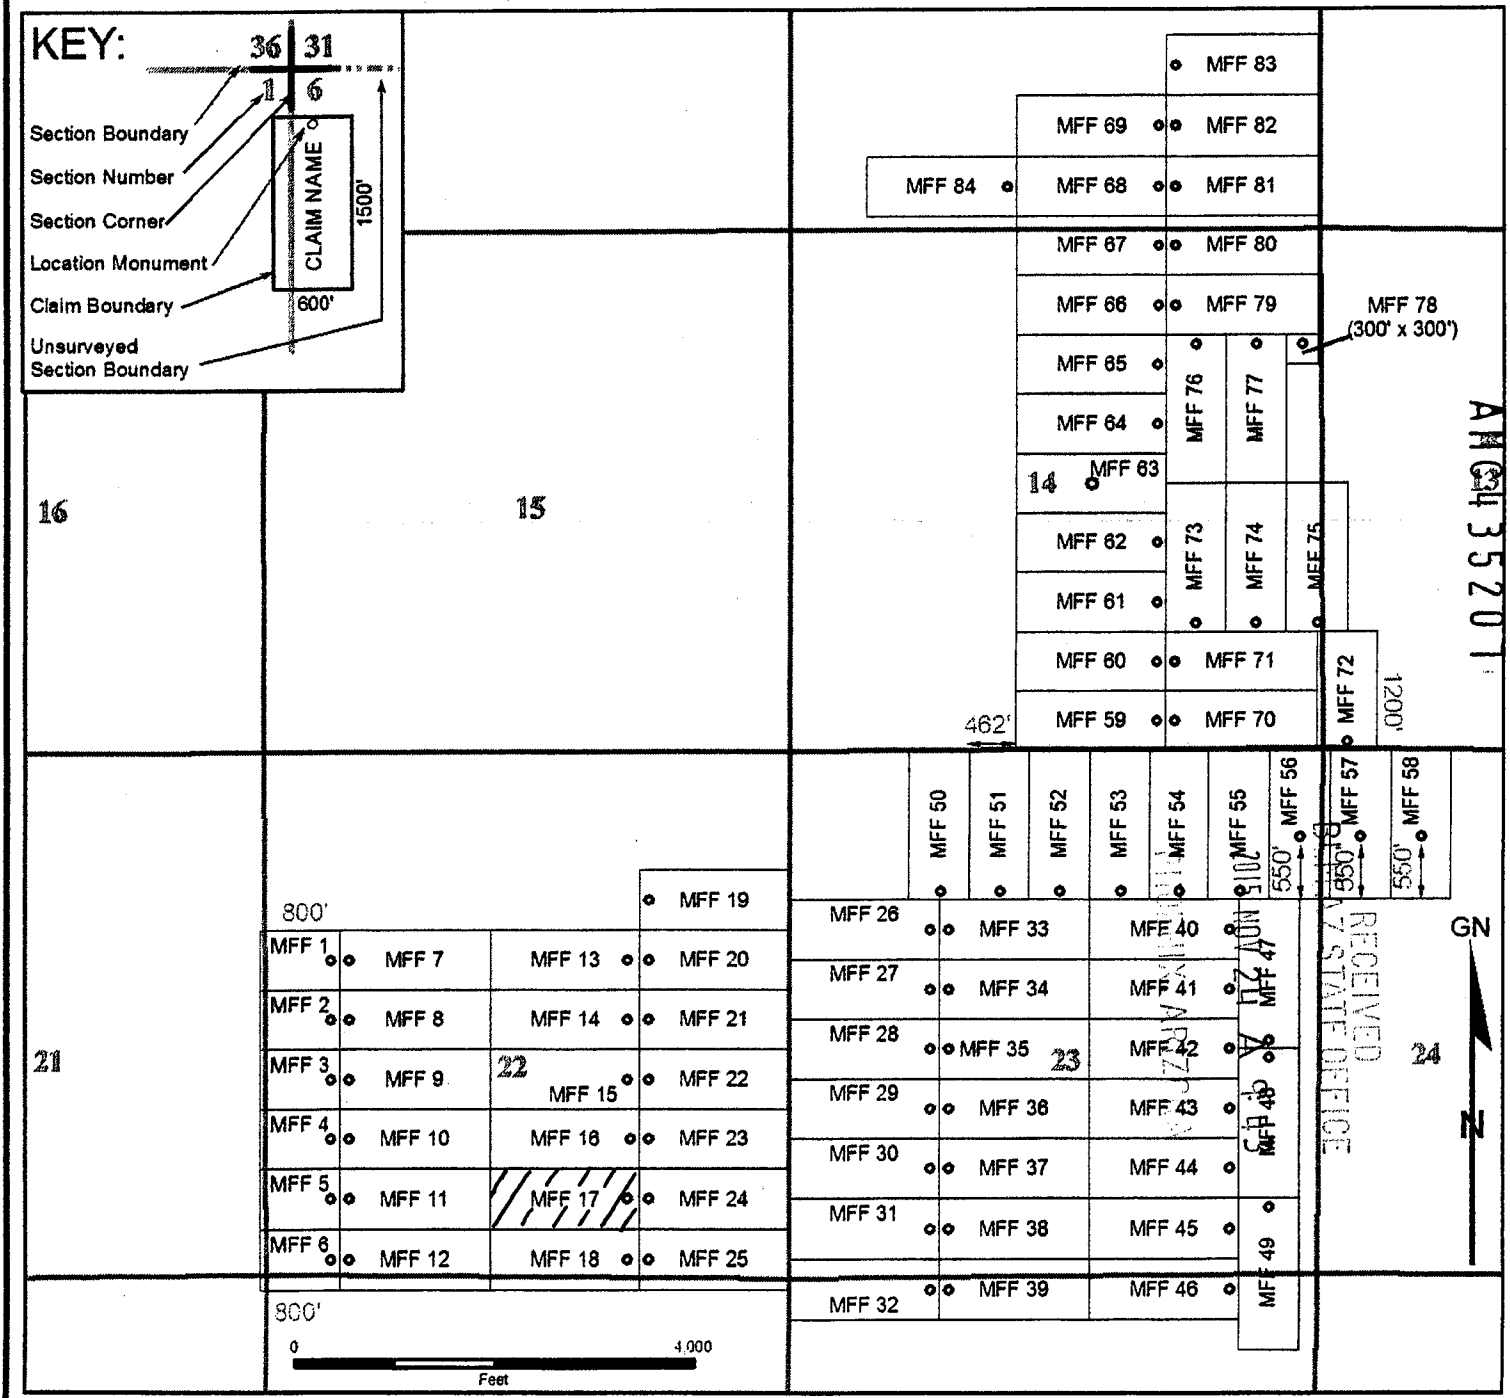 KEY:
36 31
1 6
Section Boundary
Section Number
Section Corner
Location Monument
Claim Boundary
Unsurveyed
Section Boundary
CLAIM NAME
1500'
600'
MFF 83
MFF 69 MFF 82
MFF 84 MFF 68 MFF 81
MFF 67 MFF 80
MFF 66 MFF 79
MFF 78
(300' x 300')
MFF 65
MFF 76
MFF 77
MFF 64
MFF 63
14
13
16
15
AMC435201
MFF 62
MFF 73
MFF 74
MFF 75
MFF 61
MFF 60 MFF 71
MFF 72
1200'
462'
MFF 59 MFF 70
MFF 50
MFF 51
MFF 52
MFF 53
MFF 54
MFF 55
MFF 56
MFF 57
MFF 58
550'
550'
550'
MFF 19
800'
MFF 1 MFF 7 MFF 13 MFF 20
MFF 2 MFF 8 MFF 14 MFF 21
MFF 3 MFF 9 22 MFF 15 MFF 22
MFF 4 MFF 10 MFF 16 MFF 23
MFF 5 MFF 11 MFF 17 MFF 24
MFF 6 MFF 12 MFF 18 MFF 25
21
MFF 26 MFF 33 MFF 40
MFF 27 MFF 34 MFF 41
MFF 28 MFF 35 23 MFF 42
MFF 29 MFF 36 MFF 43
MFF 30 MFF 37 MFF 44
MFF 31 MFF 38 MFF 45
MFF 32 MFF 39 MFF 46
MFF 47
MFF 48
MFF 49
24
RECEIVED
AZ STATE OFFICE
2015 NOV
GN
N
800'
0 4,000
Feet